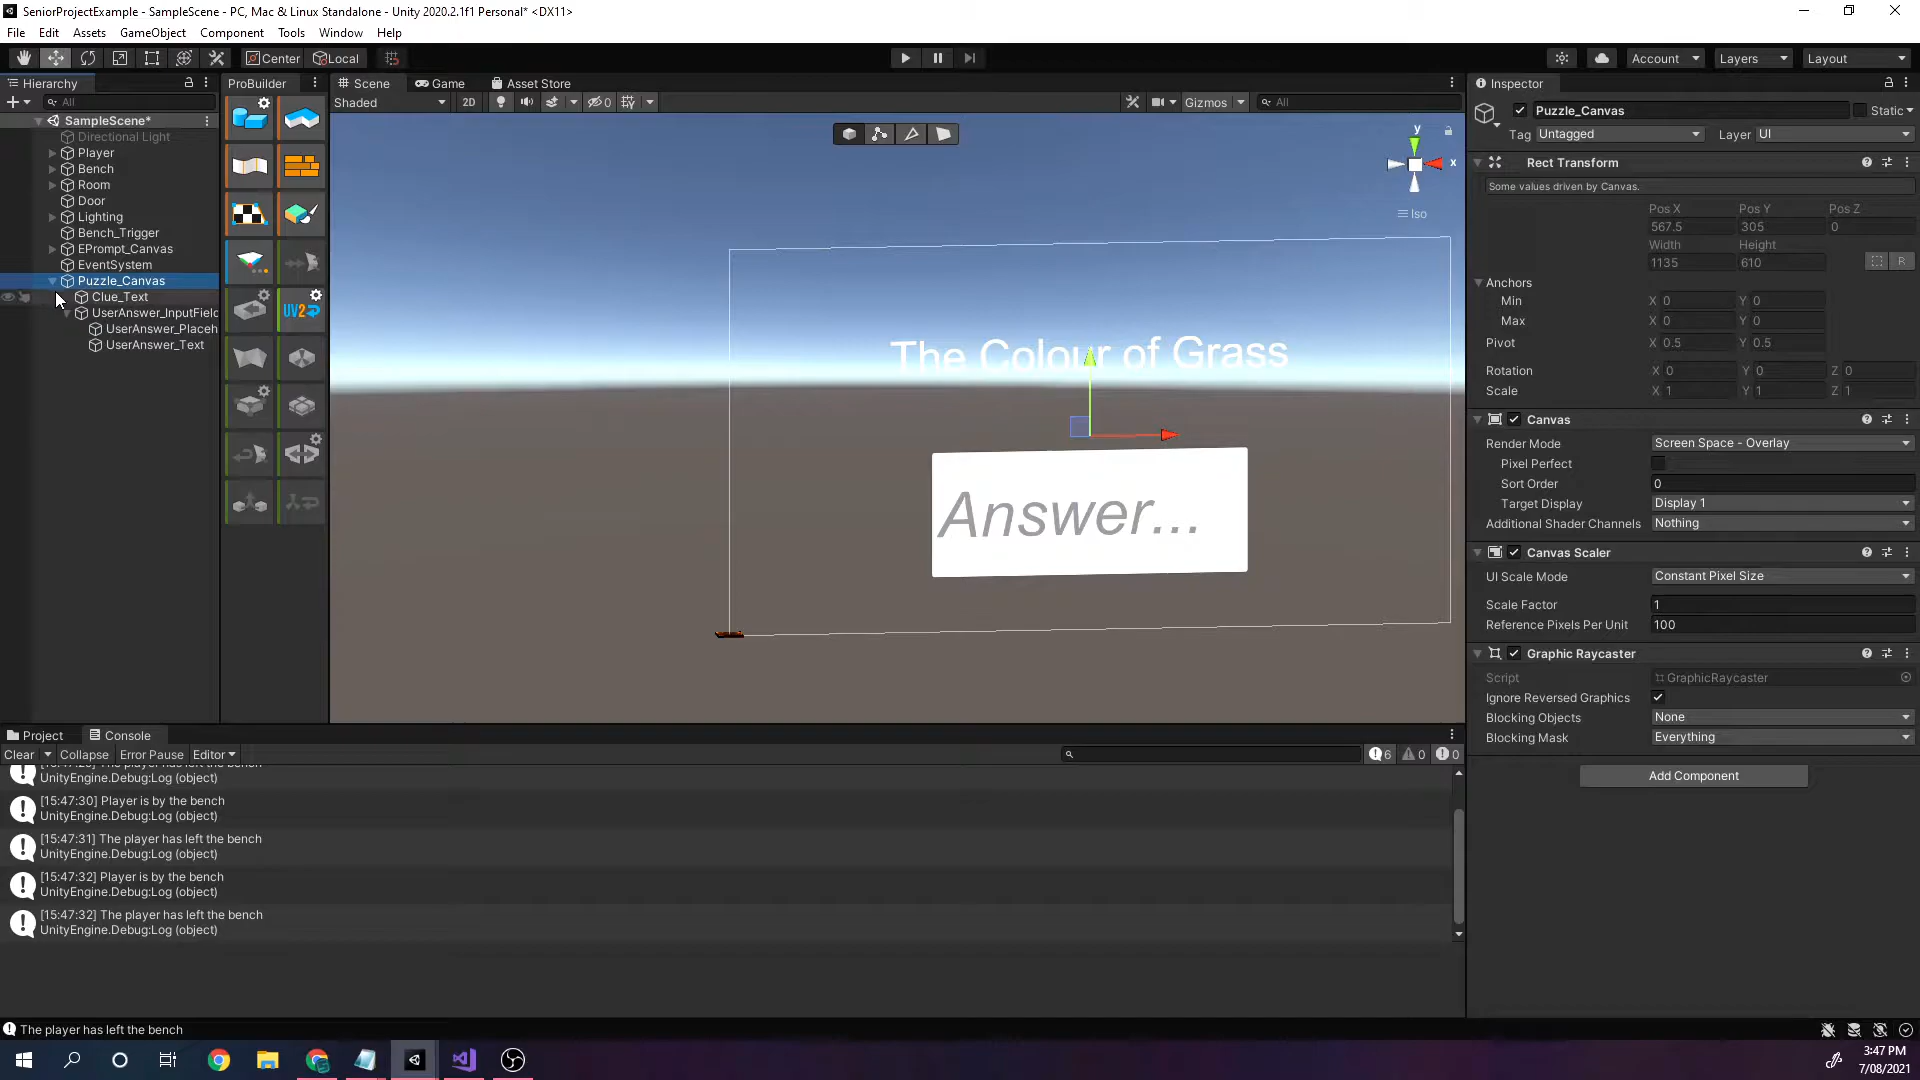 SeniorProjectExample - SampleScene - PC, Mac & Linux Standalone - Unity 2020.2.1f1 Personal* <DX11>
File Edit Assets GameObject Component Tools Window Help
Center Local Account Layers Layout
Hierarchy
All
SampleScene*
Directional Light
Player
Bench
Room
Door
Lighting
Bench_Trigger
EPrompt_Canvas
EventSystem
Puzzle_Canvas
Clue_Text
UserAnswer_InputField
UserAnswer_Placeh
UserAnswer_Text
ProBuilder
UV2
Scene Game Asset Store
Shaded 2D 0 Gizmos All
y
x
Iso
The Colour of Grass
Answer...
Inspector
Puzzle_Canvas Static
Tag Untagged Layer UI
Rect Transform
Some values driven by Canvas.
Pos X Pos Y Pos Z
567.5 305 0
Width Height
1135 610
R
Anchors
Min X 0 Y 0
Max X 0 Y 0
Pivot X 0.5 Y 0.5
Rotation X 0 Y 0 Z 0
Scale X 1 Y 1 Z 1
Canvas
Render Mode Screen Space - Overlay
Pixel Perfect
Sort Order 0
Target Display Display 1
Additional Shader Channels Nothing
Canvas Scaler
UI Scale Mode Constant Pixel Size
Scale Factor 1
Reference Pixels Per Unit 100
Graphic Raycaster
Script GraphicRaycaster
Ignore Reversed Graphics
Blocking Objects None
Blocking Mask Everything
Add Component
Project Console
Clear Collapse Error Pause Editor 6 0 0
The player has left the bench
UnityEngine.Debug:Log (object)
[15:47:30] Player is by the bench
UnityEngine.Debug:Log (object)
[15:47:31] The player has left the bench
UnityEngine.Debug:Log (object)
[15:47:32] Player is by the bench
UnityEngine.Debug:Log (object)
[15:47:32] The player has left the bench
UnityEngine.Debug:Log (object)
The player has left the bench
3:47 PM
7/08/2021